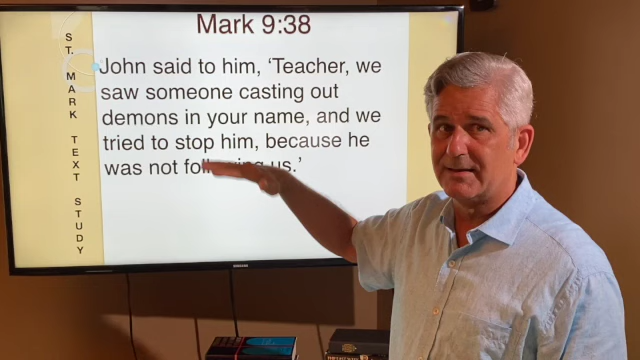 Mark 9:38
ST. MARK TEXT STUDY
John said to him, ‘Teacher, we
saw someone casting out
demons in your name, and we
tried to stop him, because he
was not following us.’
SAMSUNG